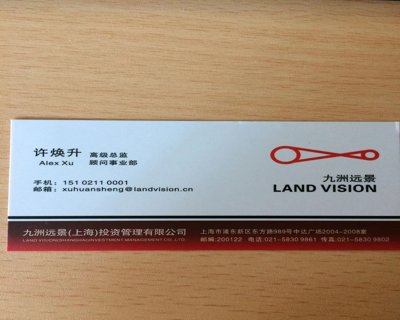 许焕升 高级总监
Alex Xu 顾问事业部
手机：151 0211 0001
邮箱：xuhuansheng@landvision.cn
九洲远景
LAND VISION
九洲远景(上海)投资管理有限公司
LAND VISION(SHANGHAI)INVESTMENT MANAGEMENT CO.,LTD.
上海市浦东新区东方路989号中达广场2004-2008室
邮编:200122 电话:021-5830 9861 传真:021-5830 9802